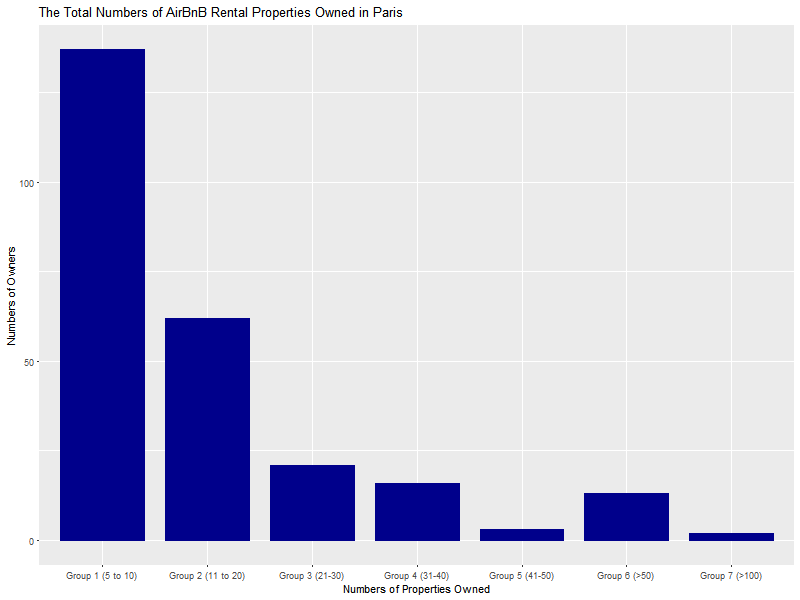 The Total Numbers of AirBnB Rental Properties Owned in Paris
Numbers of Owners
100
50
0
Group 1 (5 to 10) Group 2 (11 to 20) Group 3 (21-30) Group 4 (31-40) Group 5 (41-50) Group 6 (>50) Group 7 (>100)
Numbers of Properties Owned